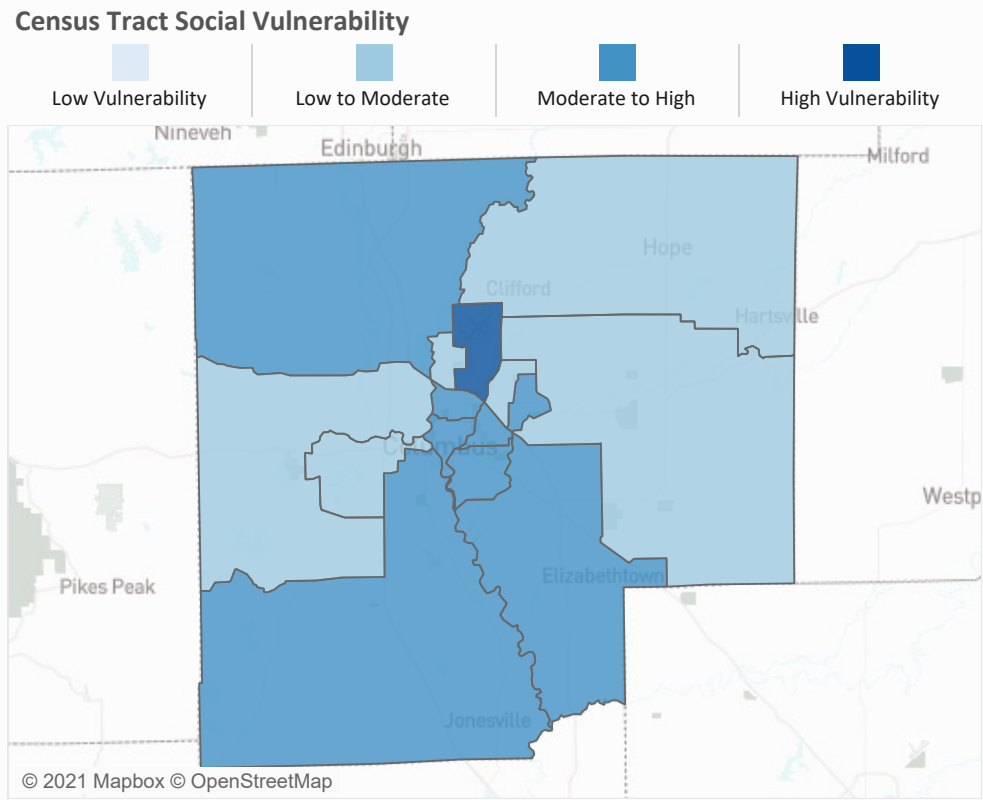 Census Tract Social Vulnerability
Low Vulnerability
Low to Moderate
Moderate to High
High Vulnerability
Nineveh
Edinburgh
Milford
Hope
Clifford
Hartsville
Columbus
Westp
Pikes Peak
Elizabethtown
Jonesville
© 2021 Mapbox © OpenStreetMap